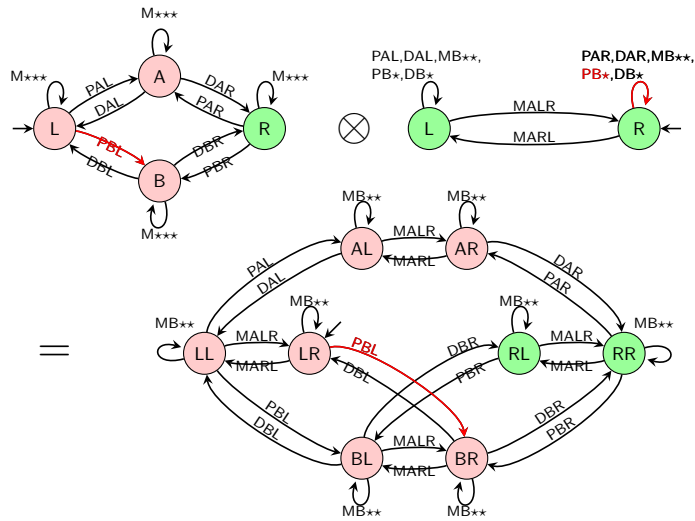 M⋆⋆⋆
PAL,DAL,MB⋆⋆,
PAR,DAR,MB⋆⋆,
PB⋆,DB⋆
PB⋆,DB⋆
M⋆⋆⋆
A
M⋆⋆⋆
PAL
DAL
DAR
PAR
MALR
L
R
⊗
L
R
MARL
PBL
DBL
DBR
PBR
B
M⋆⋆⋆
MB⋆⋆
MB⋆⋆
AL
MALR
AR
MARL
PAL
DAL
DAR
PAR
MB⋆⋆
MB⋆⋆
MB⋆⋆
MB⋆⋆
=
LL
MALR
LR
MARL
PBL
DBL
DBR
PBR
RL
MALR
RR
MARL
PBL
DBL
DBR
PBR
BL
MALR
BR
MARL
MB⋆⋆
MB⋆⋆